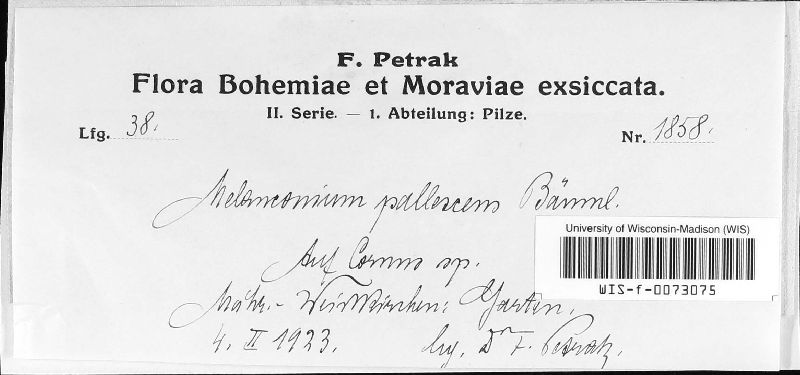 F. Petrak
Flora Bohemiae et Moraviae exsiccata.
II. Serie. — 1. Abteilung: Pilze.
Lfg. 38.
Nr. 1858.
Melanconium pallescens Bäuml.
Auf Cornus sp.
Mähr.-Weisskirchen: Garten.
4. II 1923.
leg. Dr F. Petrak.
University of Wisconsin-Madison (WIS)
WIS-f-0073075